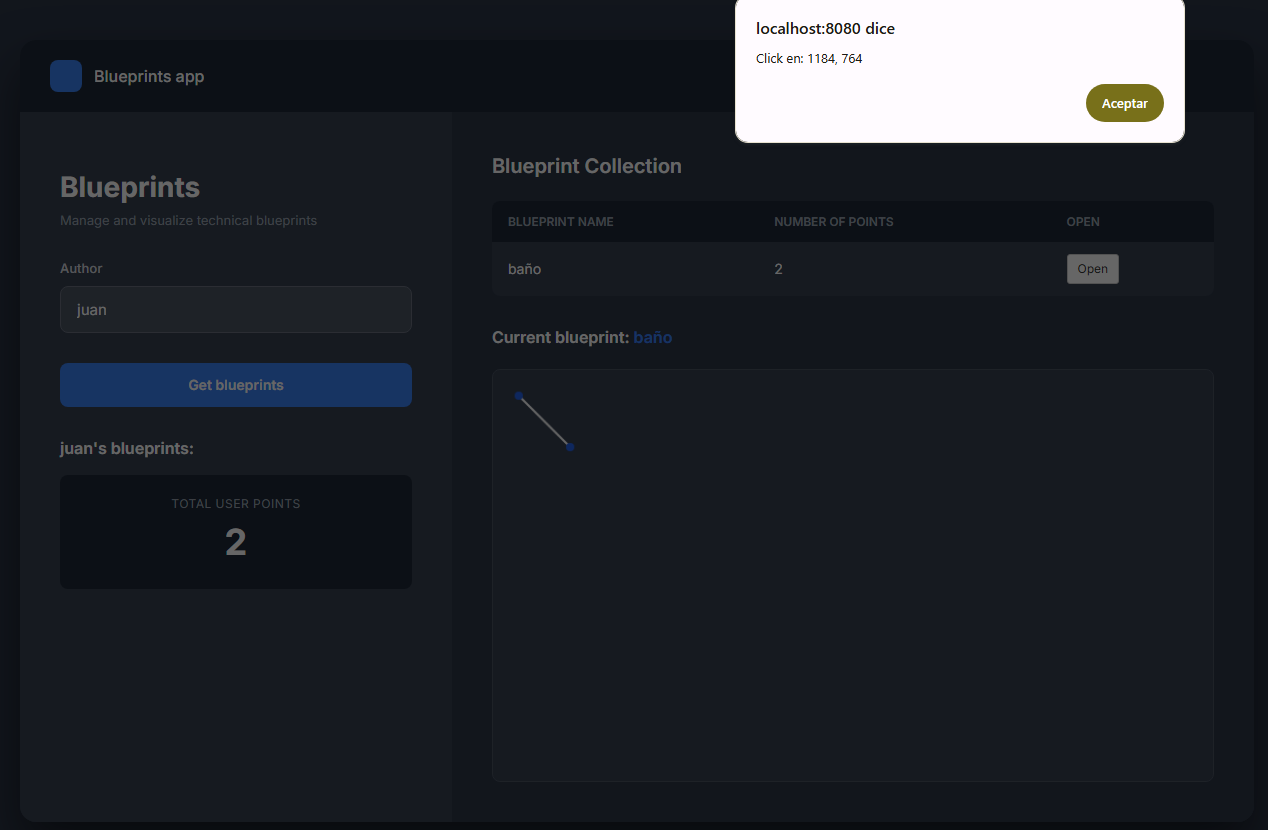 localhost:8080 dice
Click en: 1184, 764
Aceptar
Blueprints app
Blueprints
Manage and visualize technical blueprints
Author
juan
Get blueprints
juan's blueprints:
TOTAL USER POINTS
2
Blueprint Collection
BLUEPRINT NAME NUMBER OF POINTS OPEN
baño 2 Open
Current blueprint: baño